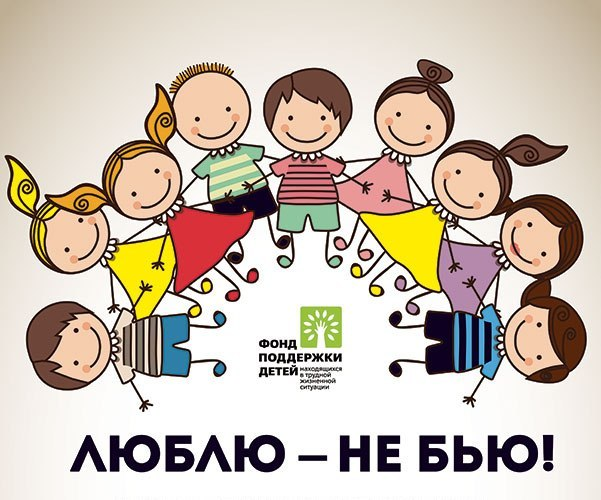 ФОНД
ПОДДЕРЖКИ
ДЕТЕЙ
находящихся
в трудной
жизненной
ситуации
ЛЮБЛЮ – НЕ БЬЮ!